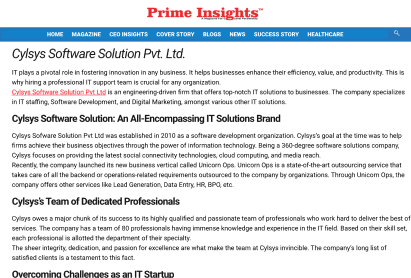 Prime Insights™
HOME MAGAZINE CEO INSIGHTS COVER STORY BLOGS NEWS SUCCESS STORY HEALTHCARE
Cylsys Software Solution Pvt. Ltd.
IT plays a pivotal role in fostering innovation in any business. It helps businesses enhance their efficiency, value, and productivity. This is
why hiring a professional IT support team is crucial for any organization.
Cylsys Software Solution Pvt Ltd is an engineering-driven firm that offers top-notch IT solutions to businesses. The company specializes
in IT staffing, Software Development, and Digital Marketing, amongst various other IT solutions.
Cylsys Software Solution: An All-Encompassing IT Solutions Brand
Cylsys Software Solution Pvt Ltd was established in 2010 as a software development organization. Cylsys's goal at the time was to help
firms achieve their business objectives through the power of information technology. Being a 360-degree software solutions company,
Cylsys focuses on providing the latest social connectivity technologies, cloud computing, and media reach.
Recently, the company launched its new business vertical called Unicorn Ops. Unicorn Ops is a state-of-the-art outsourcing service that
takes care of all the backend or operations-related requirements outsourced to the company by organizations. Through Unicorn Ops, the
company offers other services like Lead Generation, Data Entry, HR, BPO, etc.
Cylsys's Team of Dedicated Professionals
Cylsys owes a major chunk of its success to its highly qualified and passionate team of professionals who work hard to deliver the best of
services. The company has a team of 80 professionals having immense knowledge and experience in the IT field. Based on their skill set,
each professional is allotted the department of their specialty.
The sheer integrity, dedication, and passion for excellence are what make the team at Cylsys invincible. The company's long list of
satisfied clients is a testament to this fact.
Overcoming Challenges as an IT Startup